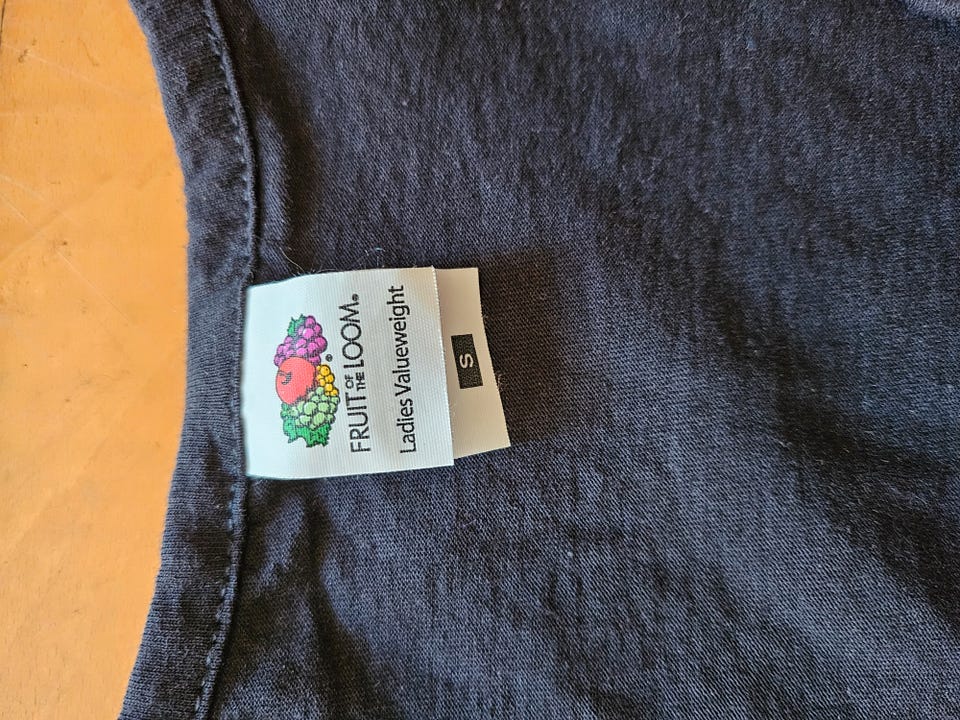 FRUIT OF THE LOOM®
Ladies Valueweight
S